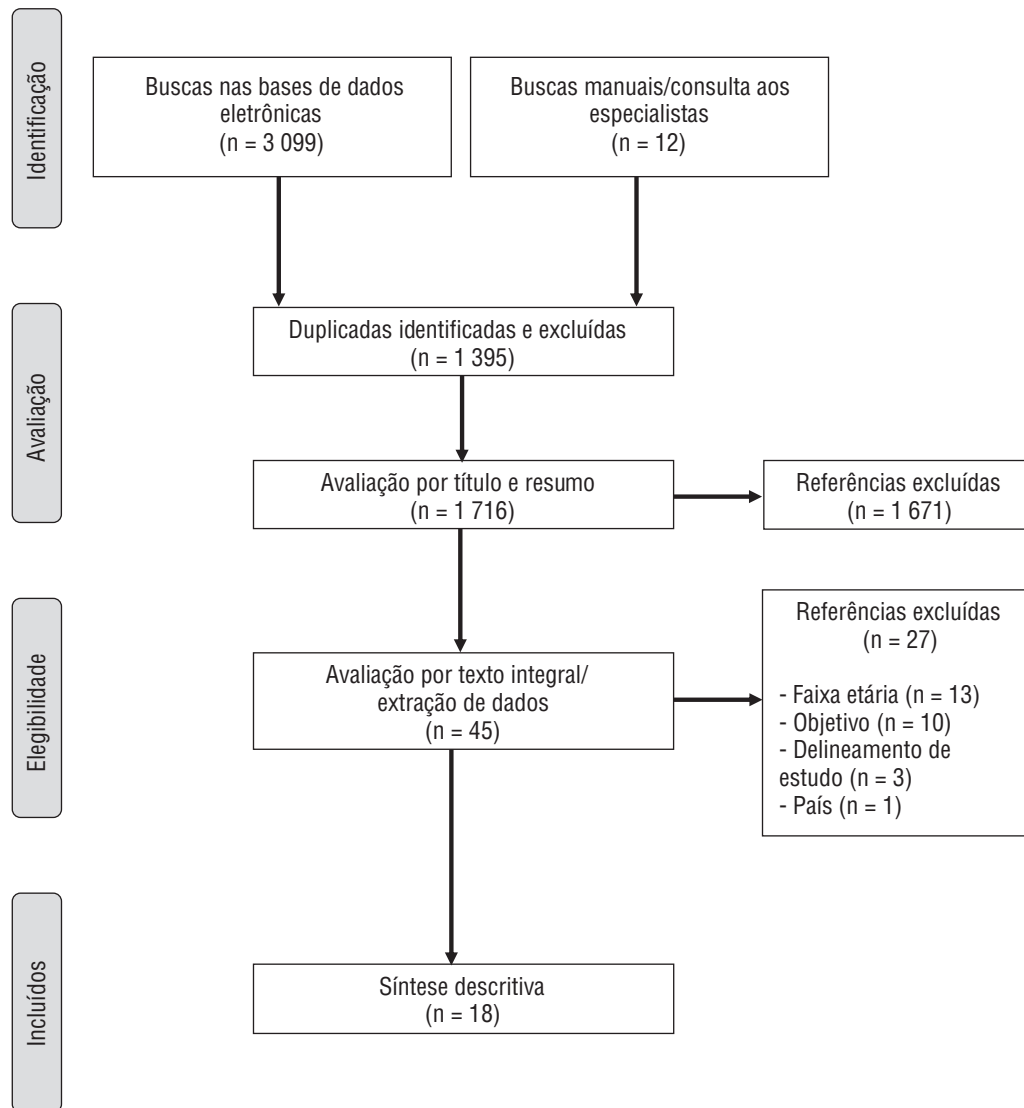 Identificação
Buscas nas bases de dados
eletrônicas
(n = 3 099)
Buscas manuais/consulta aos
especialistas
(n = 12)
Avaliação
Duplicadas identificadas e excluídas
(n = 1 395)
Avaliação por título e resumo
(n = 1 716)
Referências excluídas
(n = 1 671)
Elegibilidade
Avaliação por texto integral/
extração de dados
(n = 45)
Referências excluídas
(n = 27)
- Faixa etária (n = 13)
- Objetivo (n = 10)
- Delineamento de
estudo (n = 3)
- País (n = 1)
Incluídos
Síntese descritiva
(n = 18)